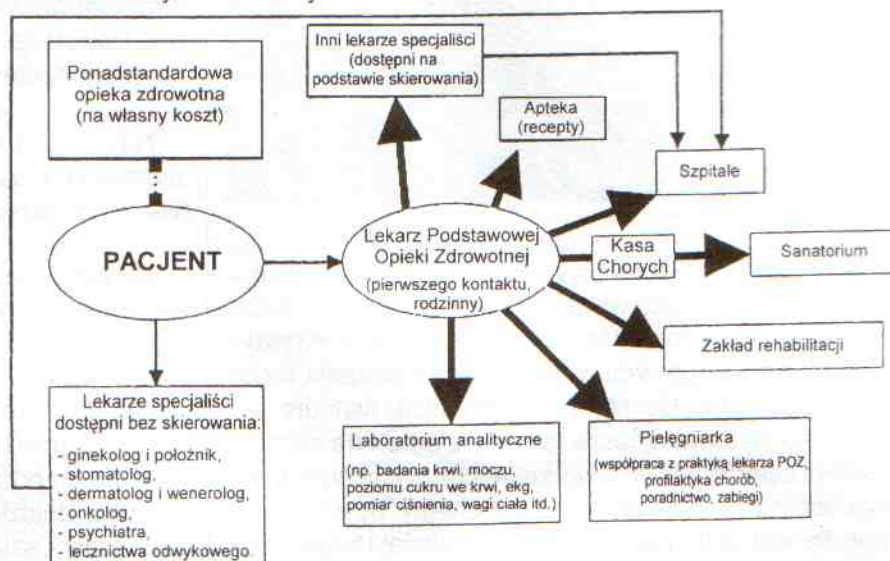 Ponadstandardowa
opieka zdrowotna
(na własny koszt)
Inni lekarze specjaliści
(dostępni na
podstawie skierowania)
Apteka
(recepty)
Szpitale
PACJENT
Lekarz Podstawowej
Opieki Zdrowotnej
(pierwszego kontaktu,
rodzinny)
Kasa
Chorych
Sanatorium
Zakład rehabilitacji
Lekarze specjaliści
dostępni bez skierowania:
- ginekolog i położnik,
- stomatolog,
- dermatolog i wenerolog,
- onkolog,
- psychiatra,
- lecznictwa odwykowego.
Laboratorium analityczne
(np. badania krwi, moczu,
poziomu cukru we krwi, ekg,
pomiar ciśnienia, wagi ciała itd.)
Pielęgniarka
(współpraca z praktyką lekarza POZ,
profilaktyka chorób,
poradnictwo, zabiegi)